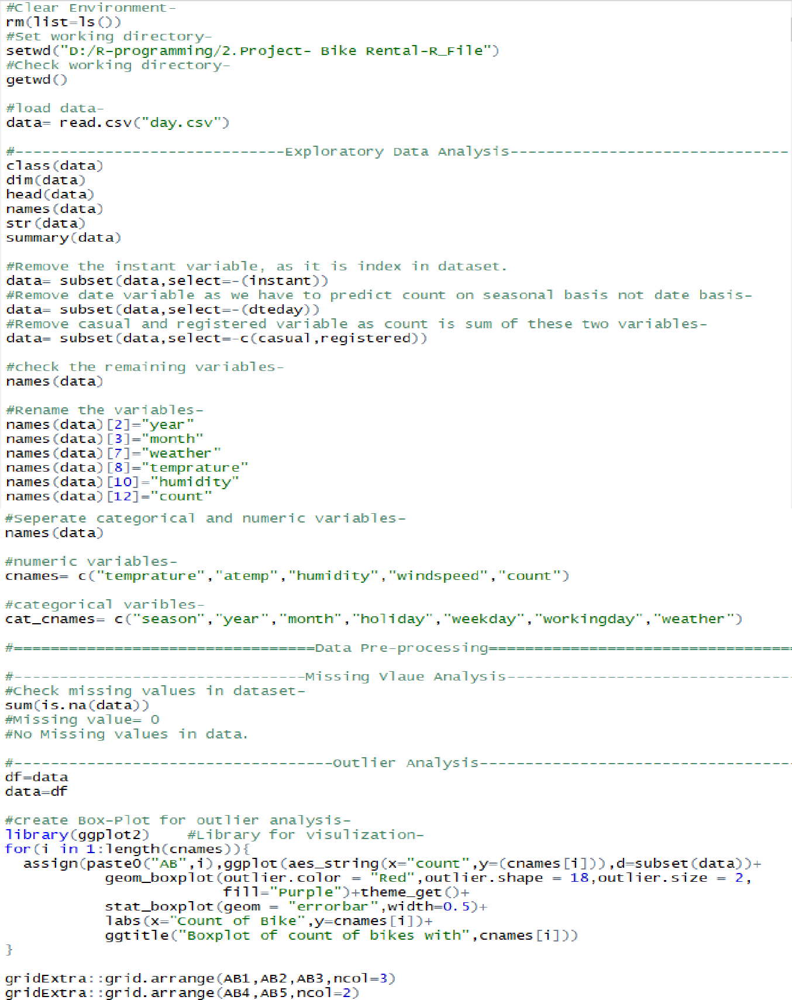 #Clear Environment-
rm(list=ls())
#Set working directory-
setwd("D:/R-programming/2.Project- Bike Rental-R_File")
#Check working directory-
getwd()
#load data-
data= read.csv("day.csv")
#------------------------------Exploratory Data Analysis-------------------------------
class(data)
dim(data)
head(data)
names(data)
str(data)
summary(data)
#Remove the instant variable, as it is index in dataset.
data= subset(data,select=-(instant))
#Remove date variable as we have to predict count on seasonal basis not date basis-
data= subset(data,select=-(dteday))
#Remove casual and registered variable as count is sum of these two variables-
data= subset(data,select=-c(casual,registered))
#check the remaining variables-
names(data)
#Rename the variables-
names(data)[2]="year"
names(data)[3]="month"
names(data)[7]="weather"
names(data)[8]="temprature"
names(data)[10]="humidity"
names(data)[12]="count"
#Seperate categorical and numeric variables-
names(data)
#numeric variables-
cnames= c("temprature","atemp","humidity","windspeed","count")
#categorical varibles-
cat_cnames= c("season","year","month","holiday","weekday","workingday","weather")
#=================================Data Pre-processing=================================
#--------------------------------Missing Vlaue Analysis-------------------------------
#Check missing values in dataset-
sum(is.na(data))
#Missing value= 0
#No Missing values in data.
#-----------------------------------Outlier Analysis----------------------------------
df=data
data=df
#create Box-Plot for outlier analysis-
library(ggplot2)    #Library for visulization-
for(i in 1:length(cnames)){
  assign(paste0("AB",i),ggplot(aes_string(x="count",y=(cnames[i])),d=subset(data))+
           geom_boxplot(outlier.color = "Red",outlier.shape = 18,outlier.size = 2,
                        fill="Purple")+theme_get()+
           stat_boxplot(geom = "errorbar",width=0.5)+
           labs(x="Count of Bike",y=cnames[i])+
           ggtitle("Boxplot of count of bikes with",cnames[i]))
}
gridExtra::grid.arrange(AB1,AB2,AB3,ncol=3)
gridExtra::grid.arrange(AB4,AB5,ncol=2)